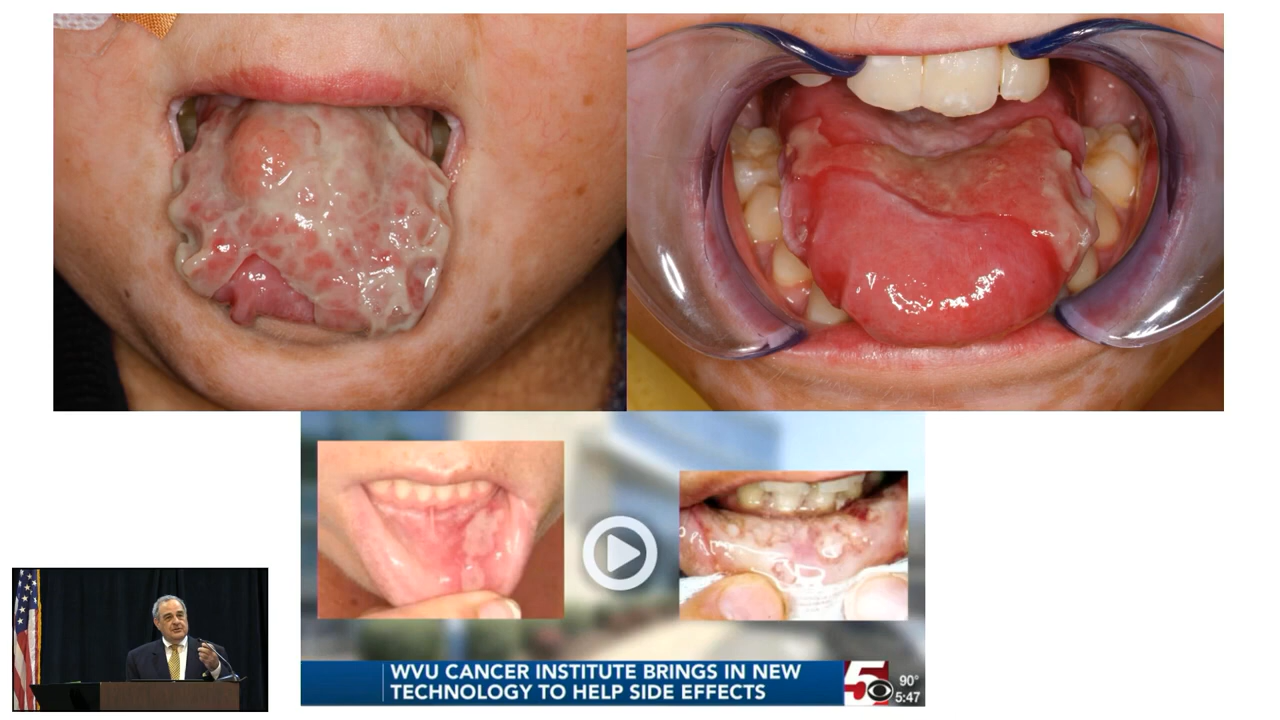 WVU CANCER INSTITUTE BRINGS IN NEW
TECHNOLOGY TO HELP SIDE EFFECTS
5
90°
5:47